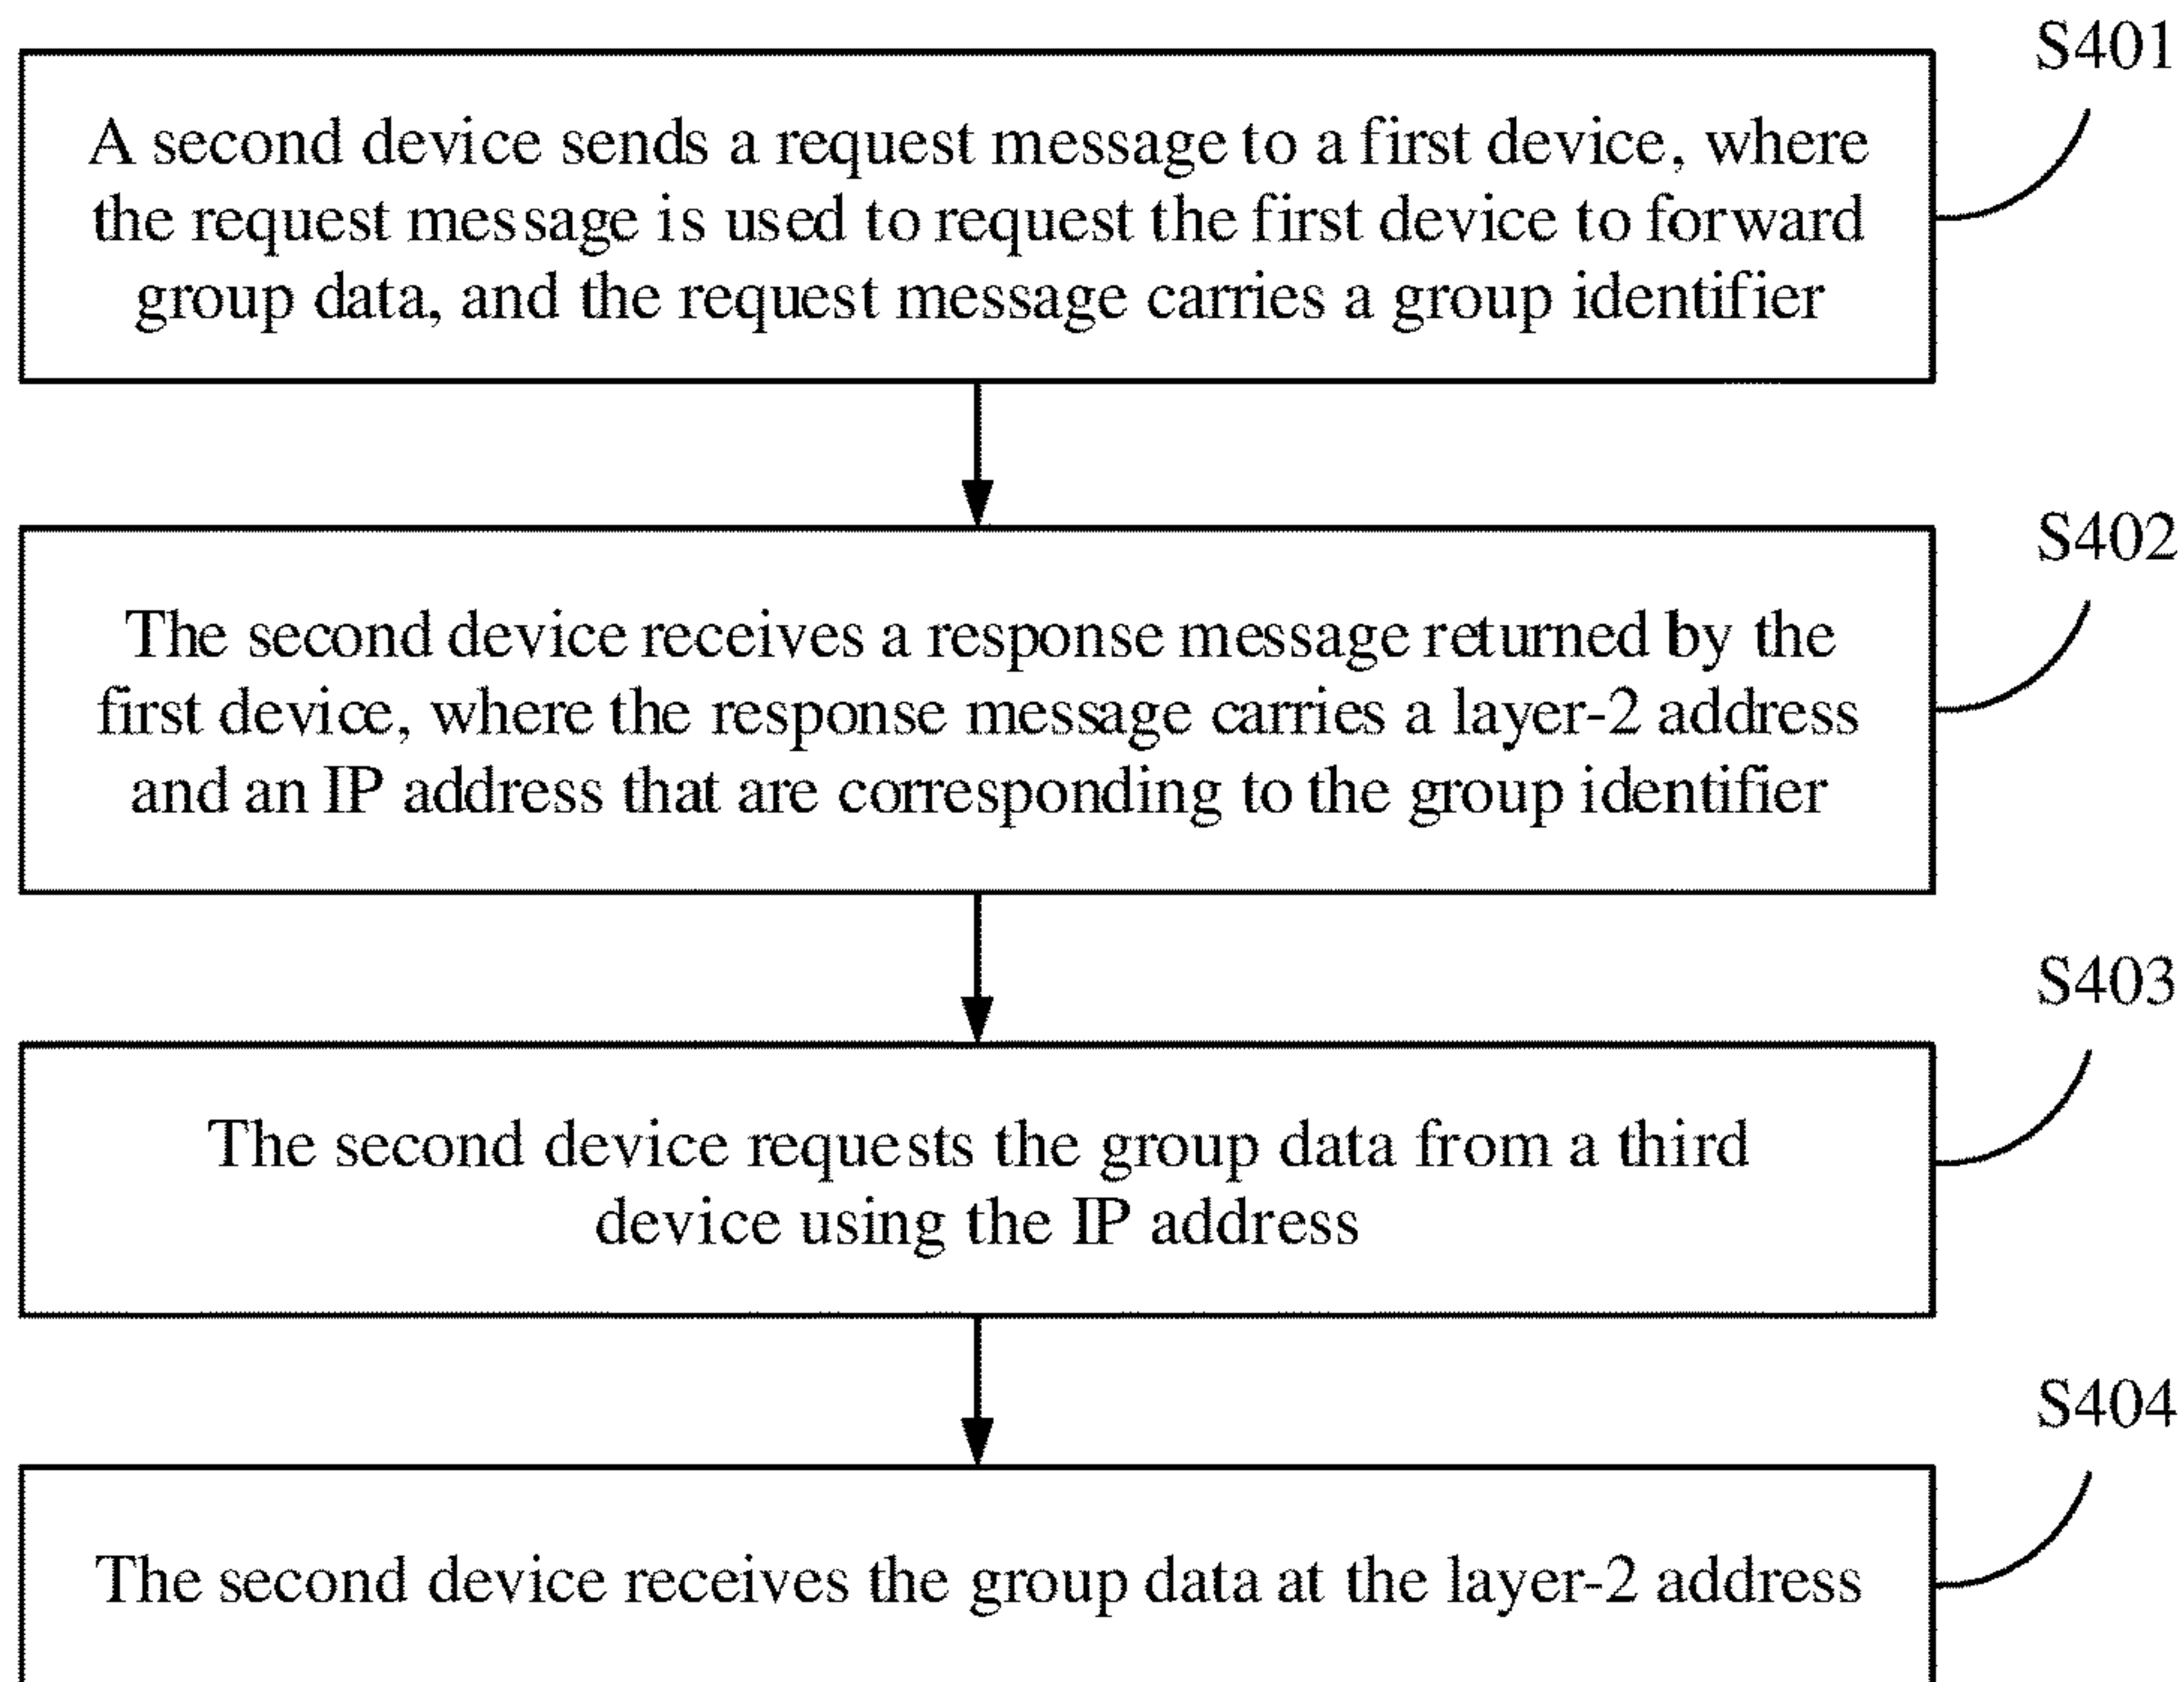 S401
A second device sends a request message to a first device, where
the request message is used to request the first device to forward
group data, and the request message carries a group identifier
S402
The second device receives a response message returned by the
first device, where the response message carries a layer-2 address
and an IP address that are corresponding to the group identifier
S403
The second device requests the group data from a third
device using the IP address
S404
The second device receives the group data at the layer-2 address